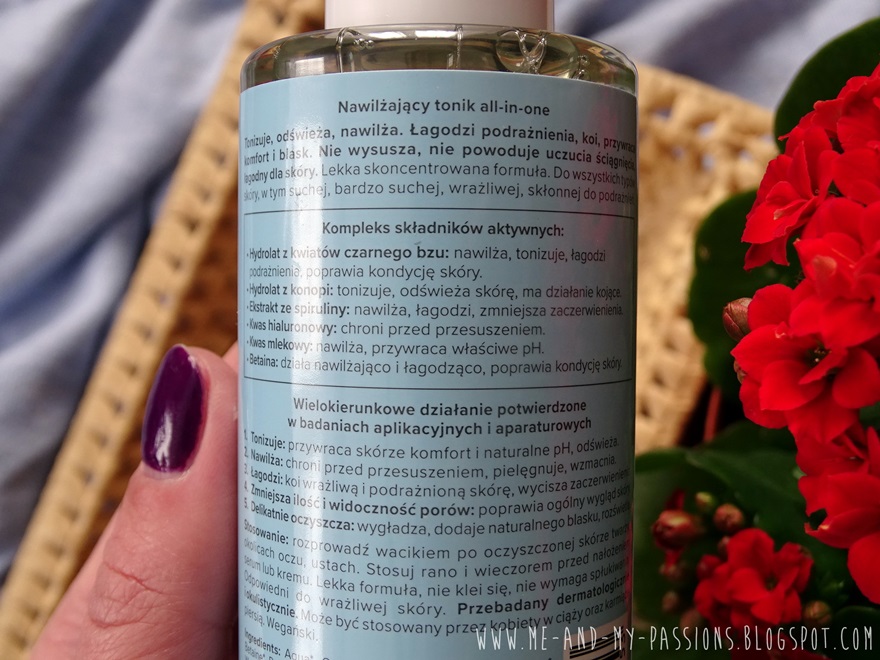 Nawilżający tonik all-in-one
Tonizuje, odświeża, nawilża. Łagodzi podrażnienia, koi, przywraca
komfort i blask. Nie wysusza, nie powoduje uczucia ściągnięcia,
łagodny dla skóry. Lekka skoncentrowana formuła. Do wszystkich typów
skóry, w tym suchej, bardzo suchej, wrażliwej, skłonnej do podrażnień.
Kompleks składników aktywnych:
• Hydrolat z kwiatów czarnego bzu: nawilża, tonizuje, łagodzi
podrażnienia, poprawia kondycję skóry.
• Hydrolat z konopi: tonizuje, odświeża skórę, ma działanie kojące.
• Ekstrakt ze spiruliny: nawilża, łagodzi, zmniejsza zaczerwienienia.
• Kwas hialuronowy: chroni przed przesuszeniem.
• Kwas mlekowy: nawilża, przywraca właściwe pH.
• Betaina: działa nawilżająco i łagodząco, poprawia kondycję skóry.
Wielokierunkowe działanie potwierdzone
w badaniach aplikacyjnych i aparaturowych
1. Tonizuje: przywraca skórze komfort i naturalne pH, odświeża.
2. Nawilża: chroni przed przesuszeniem, pielęgnuje, wzmacnia.
3. Łagodzi: koi wrażliwą i podrażnioną skórę, wycisza zaczerwienienia.
4. Zmniejsza ilość i widoczność porów: poprawia ogólny wygląd skóry.
5. Delikatnie oczyszcza: wygładza, dodaje naturalnego blasku,
Stosowanie: rozprowadź wacikiem po oczyszczonej skórze twarzy,
okolicach oczu, ustach. Stosuj rano i wieczorem przed nałożeniem
serum lub kremu. Lekka formuła, nie klei się, nie wymaga
Odpowiedni do wrażliwej skóry. Przebadany dermatologicznie
i okulistycznie. Może być stosowany przez kobiety w ciąży oraz
piersią. Wegański.
Ingredients: Aqua*,
WWW.ME-AND-MY-PASSIONS.BLOGSPOT.COM